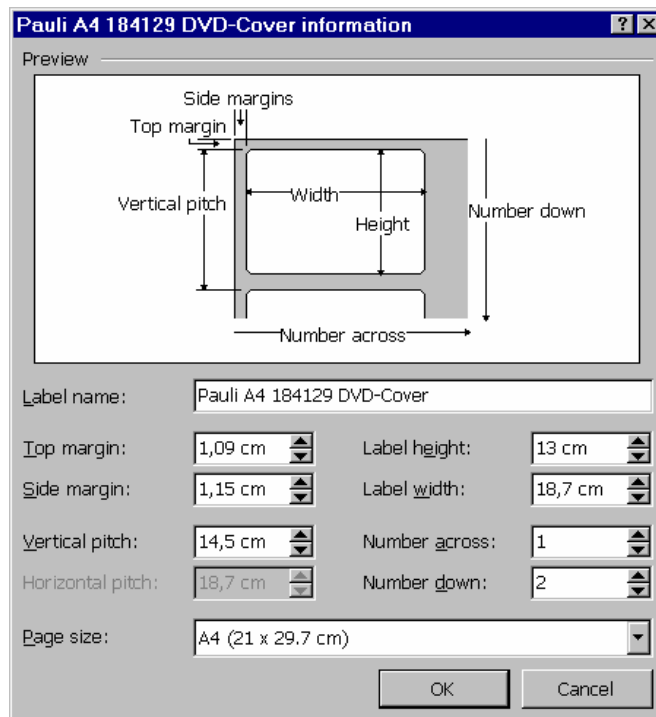 Pauli A4 184129 DVD-Cover information ? ×
Preview
Side margins
Top margin
Vertical pitch
Width
Height
Number down
Number across
Label name: Pauli A4 184129 DVD-Cover
Top margin: 1,09 cm Label height: 13 cm
Side margin: 1,15 cm Label width: 18,7 cm
Vertical pitch: 14,5 cm Number across: 1
Horizontal pitch: 18,7 cm Number down: 2
Page size: A4 (21 x 29.7 cm)
OK Cancel